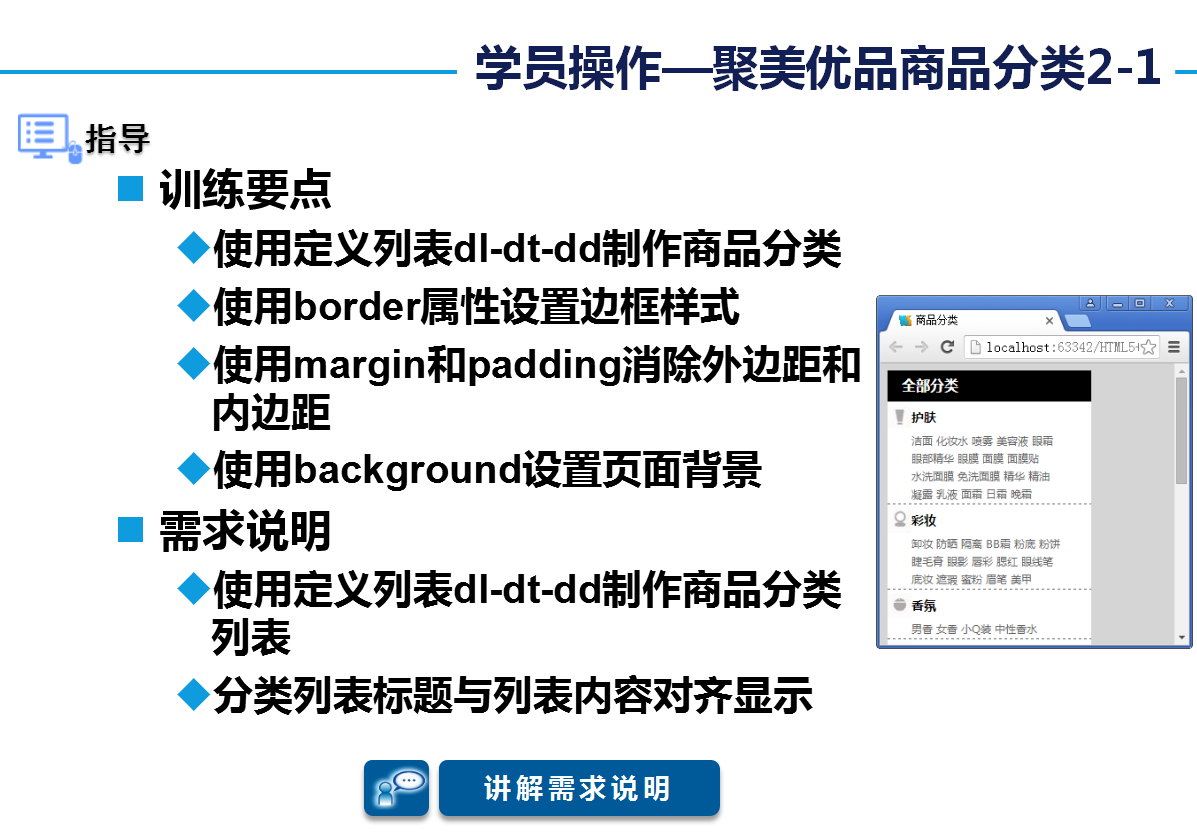 学员操作—聚美优品商品分类2-1
指导
训练要点
使用定义列表dl-dt-dd制作商品分类
使用border属性设置边框样式
使用margin和padding消除外边距和
内边距
使用background设置页面背景
需求说明
使用定义列表dl-dt-dd制作商品分类
列表
分类列表标题与列表内容对齐显示
商品分类
localhost:63342/HTML5
全部分类
护肤
洁面 化妆水 喷雾 美容液 眼霜
眼部精华 眼膜 面膜 面膜贴
水洗面膜 免洗面膜 精华 精油
凝露 乳液 面霜 日霜 晚霜
彩妆
卸妆 防晒 隔离 BB霜 粉底 粉饼
睫毛膏 眼影 唇彩 腮红 眼线笔
底妆 遮瑕 蜜粉 眉笔 美甲
香氛
男香 女香 小Q装 中性香水
讲解需求说明